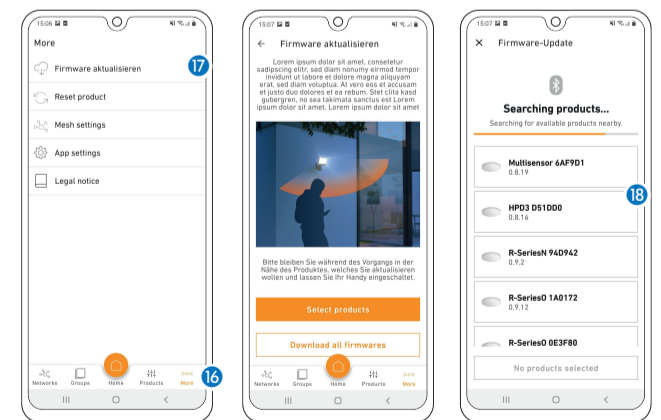 15:06
More
Firmware aktualisieren
17
Reset product
Mesh settings
App settings
Legal notice
Networks
Groups
Home
Products
More
16
15:07
Firmware aktualisieren
Lorem ipsum dolor sit amet, consetetur
sadipscing elitr, sed diam nonumy eirmod tempor
invidunt ut labore et dolore magna aliquyam
erat, sed diam voluptua. At vero eos et accusam
et justo duo dolores et ea rebum. Stet clita kasd
gubergren, no sea takimata sanctus est Lorem
ipsum dolor sit amet. Lorem ipsum dolor sit amet
Bitte bleiben Sie während des Vorgangs in der
Nähe des Produktes, welches Sie aktualisieren
wollen und lassen Sie Ihr Handy eingeschaltet.
Select products
Download all firmwares
Networks
Groups
Home
Products
More
15:07
Firmware-Update
Searching products...
Searching for available products nearby.
Multisensor 6AF9D1
0.8.19
18
HPD3 D51DD0
0.8.16
R-SeriesN 94D942
0.9.2
R-SeriesO 1A0172
0.9.12
R-SeriesO 0E3F80
No products selected